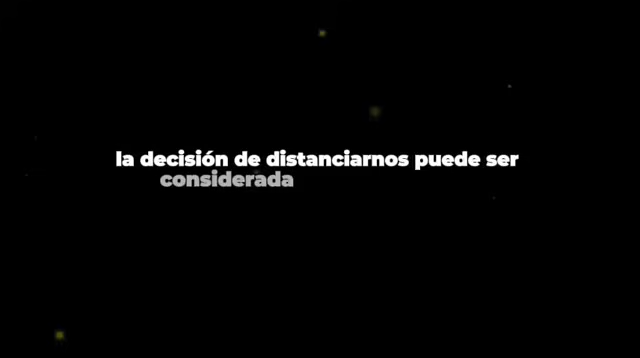 la decisión de distanciarnos puede ser
considerada